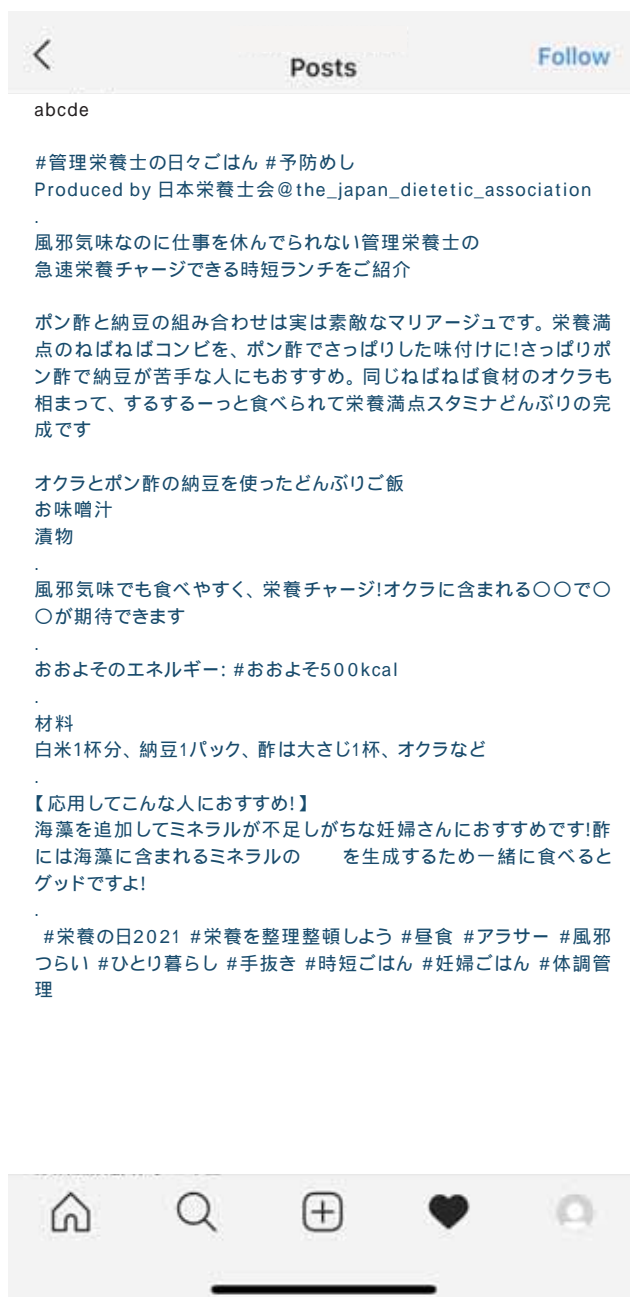 Posts
Follow
abcde
#管理栄養士の日々ごはん #予防めし
Produced by 日本栄養士会@the_japan_dietetic_association
.
風邪気味なのに仕事を休んでられない管理栄養士の
急速栄養チャージできる時短ランチをご紹介
ポン酢と納豆の組み合わせは実は素敵なマリアージュです。栄養満
点のねばねばコンビを、ポン酢でさっぱりした味付けに!さっぱりポ
ン酢で納豆が苦手な人にもおすすめ。同じねばねば食材のオクラも
相まって、するするーっと食べられて栄養満点スタミナどんぶりの完
成です
オクラとポン酢の納豆を使ったどんぶりご飯
お味噌汁
漬物
.
風邪気味でも食べやすく、栄養チャージ!オクラに含まれる〇〇で〇
〇が期待できます
.
おおよそのエネルギー: #おおよそ500kcal
.
材料
白米1杯分、納豆1パック、酢は大さじ1杯、オクラなど
.
【応用してこんな人におすすめ!】
海藻を追加してミネラルが不足しがちな妊婦さんにおすすめです!酢
には海藻に含まれるミネラルの　　を生成するため一緒に食べると
グッドですよ!
.
#栄養の日2021 #栄養を整理整頓しよう #昼食 #アラサー #風邪
つらい #ひとり暮らし #手抜き #時短ごはん #妊婦ごはん #体調管
理